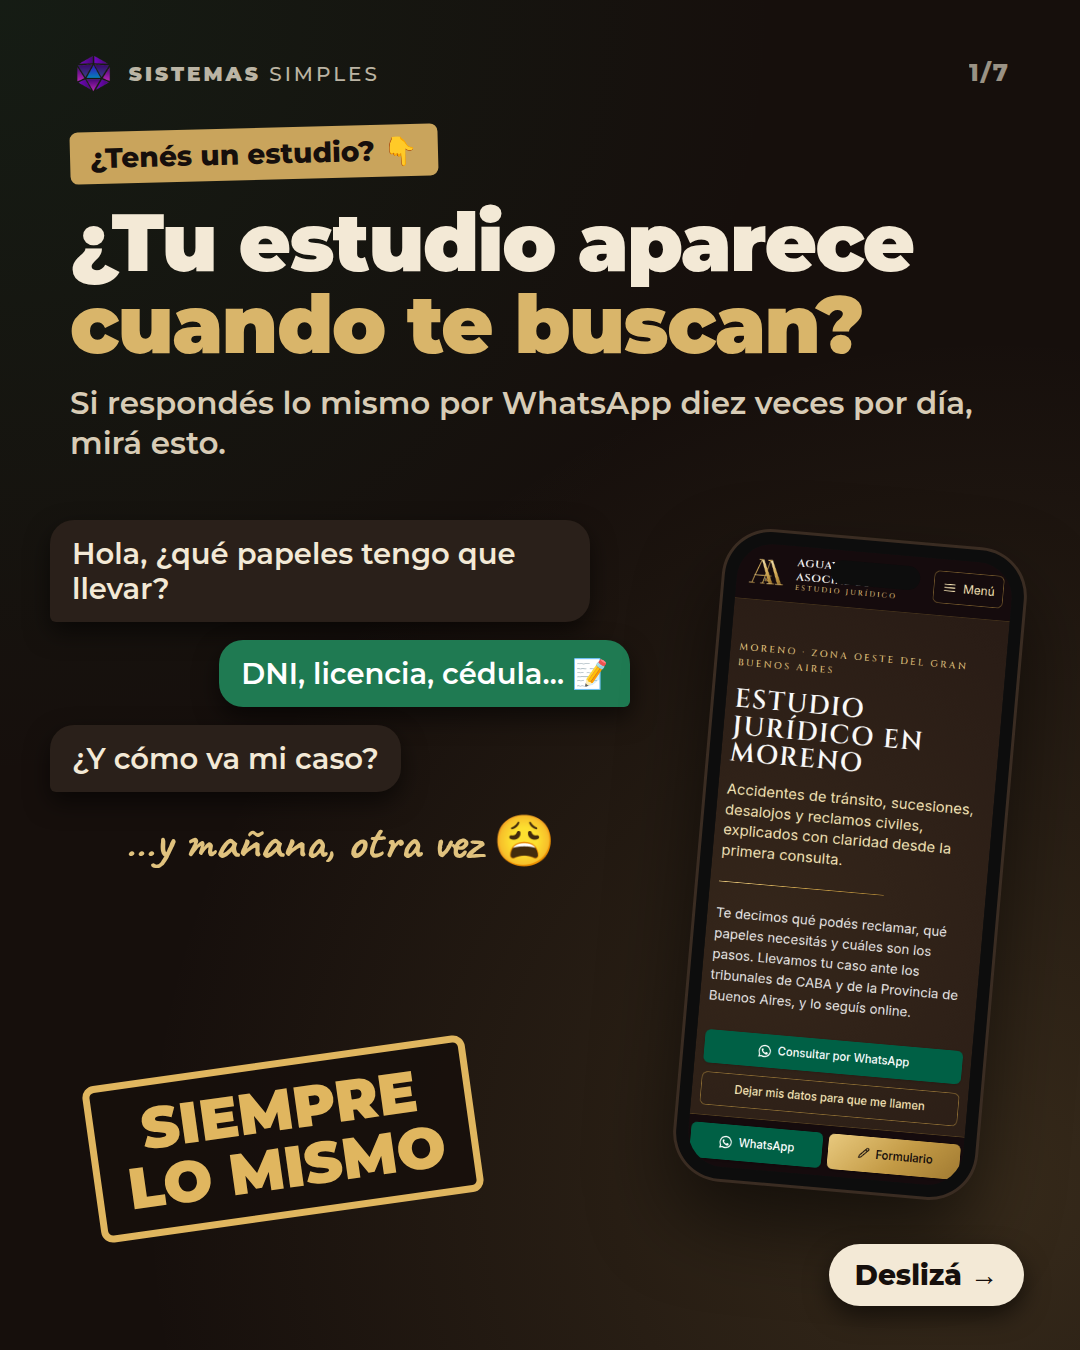 SISTEMAS SIMPLES
1/7
¿Tenés un estudio? 👇
¿Tu estudio aparece
cuando te buscan?
Si respondés lo mismo por WhatsApp diez veces por día,
mirá esto.
Hola, ¿qué papeles tengo que
llevar?
DNI, licencia, cédula... 📝
¿Y cómo va mi caso?
...y mañana, otra vez 😩
SIEMPRE
LO MISMO
ESTUDIO JURÍDICO
Menú
MORENO · ZONA OESTE DEL GRAN
BUENOS AIRES
ESTUDIO
JURÍDICO EN
MORENO
Accidentes de tránsito, sucesiones,
desalojos y reclamos civiles,
explicados con claridad desde la
primera consulta.
Te decimos qué podés reclamar, qué
papeles necesitás y cuáles son los
pasos. Llevamos tu caso ante los
tribunales de CABA y de la Provincia de
Buenos Aires, y lo seguís online.
Consultar por WhatsApp
Dejar mis datos para que me llamen
WhatsApp
Formulario
Deslizá →